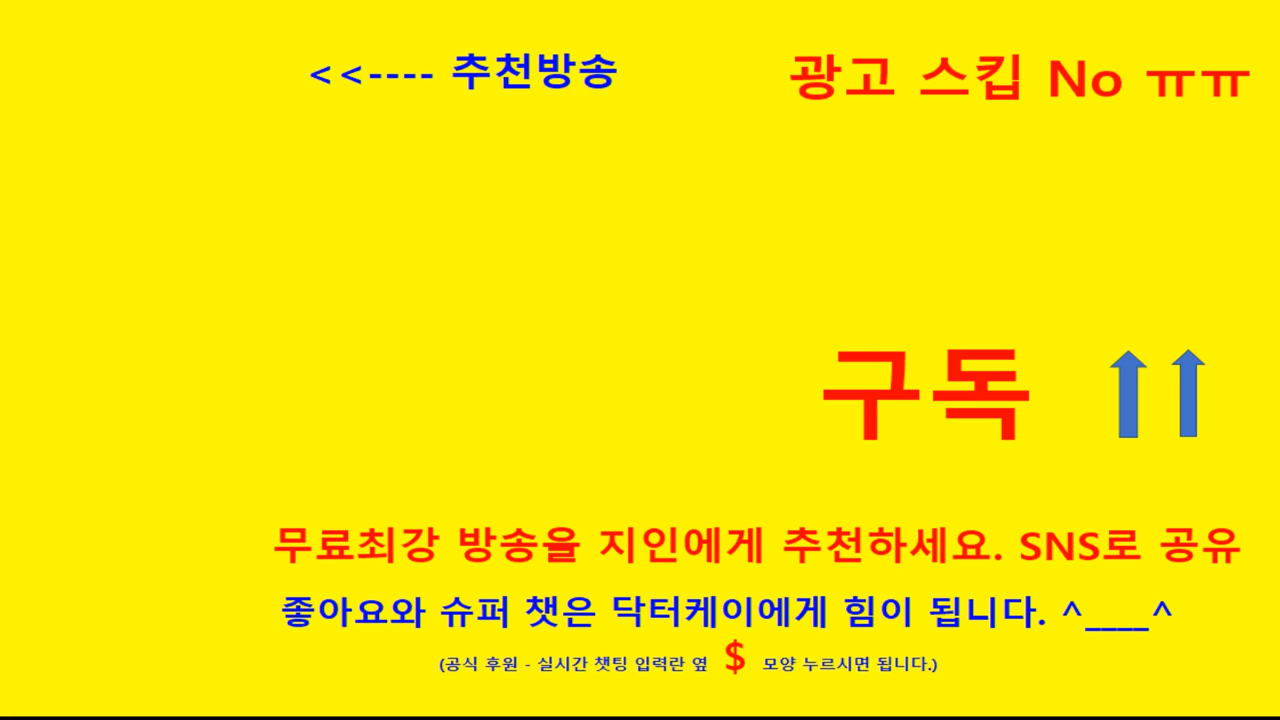 <<---- 추천방송
광고 스킵 No ㅠㅠ
구독
무료최강 방송을 지인에게 추천하세요. SNS로 공유
좋아요와 슈퍼 챗은 닥터케이에게 힘이 됩니다. ^____^
(공식 후원 - 실시간 챗팅 입력란 옆 $ 모양 누르시면 됩니다.)